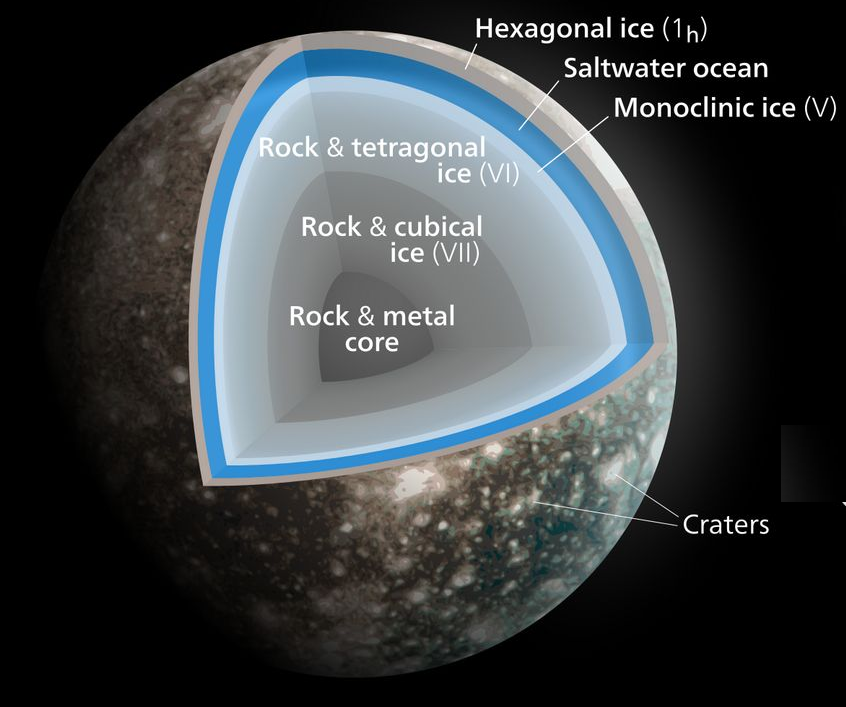 Hexagonal ice (1h)
Saltwater ocean
Monoclinic ice (V)
Rock & tetragonal
ice (VI)
Rock & cubical
ice (VII)
Rock & metal
core
Craters